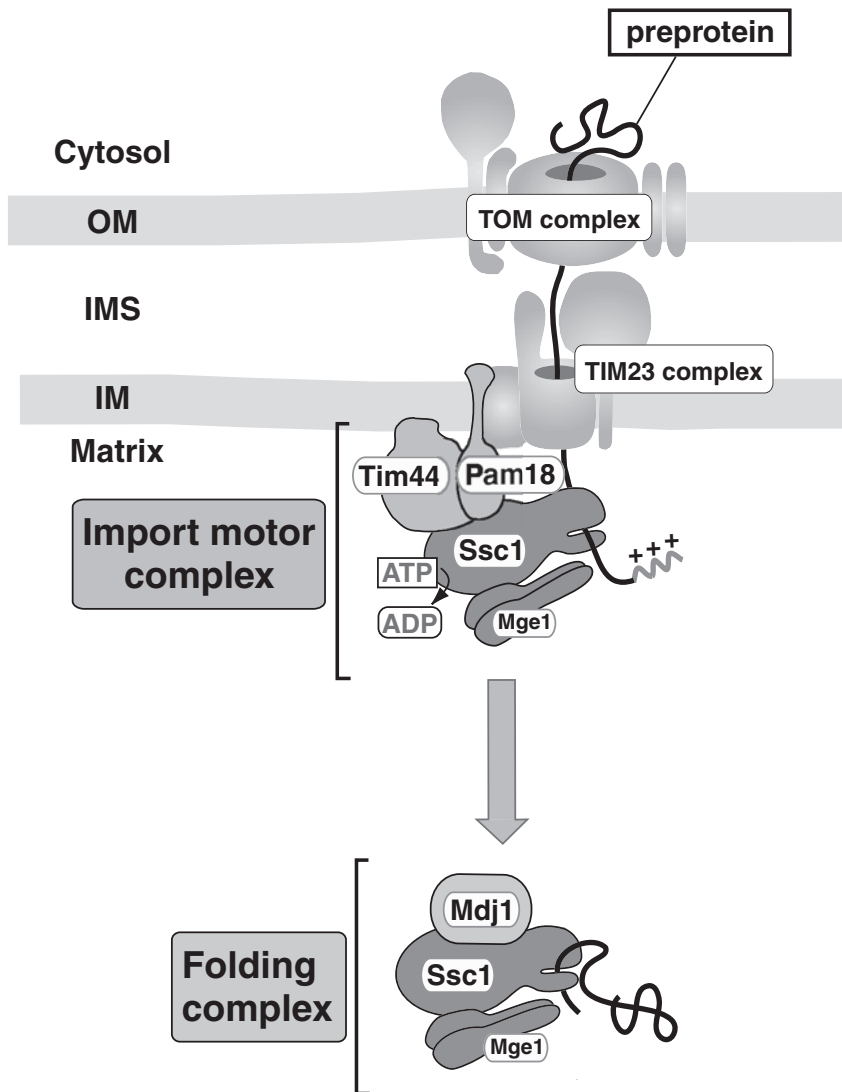 preprotein
Cytosol
OM
TOM complex
IMS
TIM23 complex
IM
Matrix
Tim44
Pam18
Import motor
complex
Ssc1
+++
ATP
ADP
Mge1
Mdj1
Folding
complex
Ssc1
Mge1